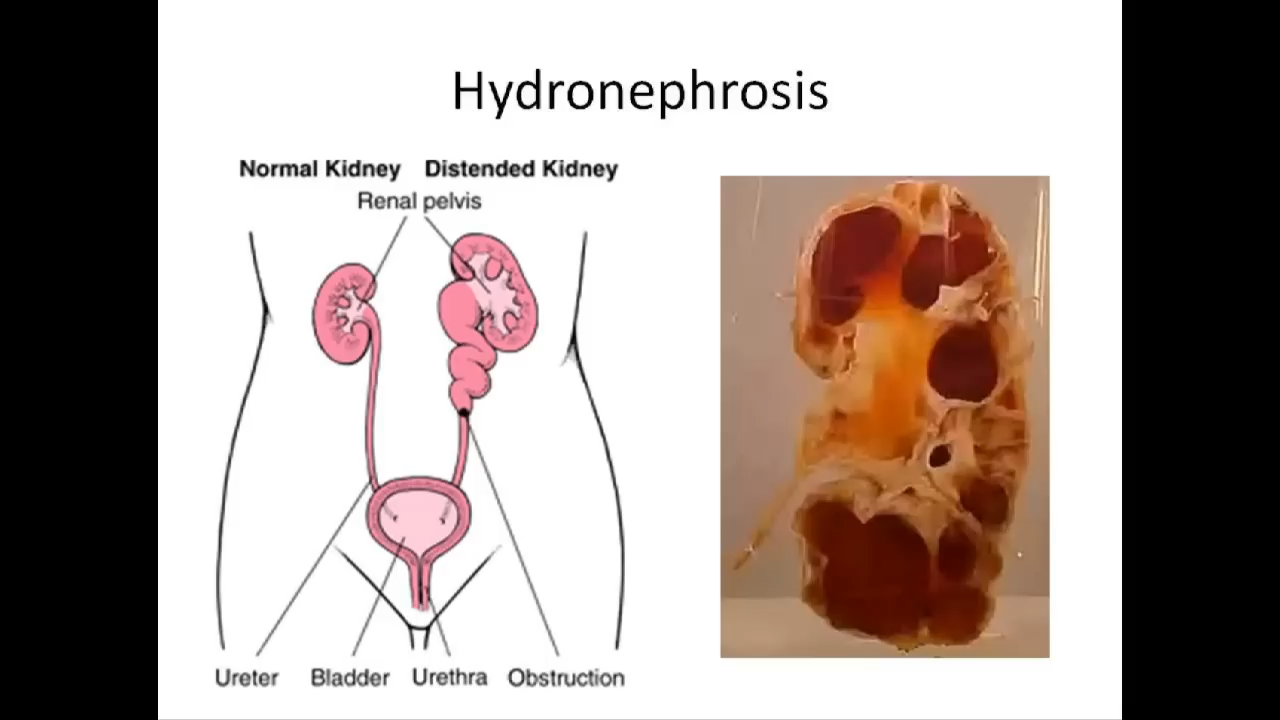 Hydronephrosis
Normal Kidney Distended Kidney
Renal pelvis
Ureter Bladder Urethra Obstruction